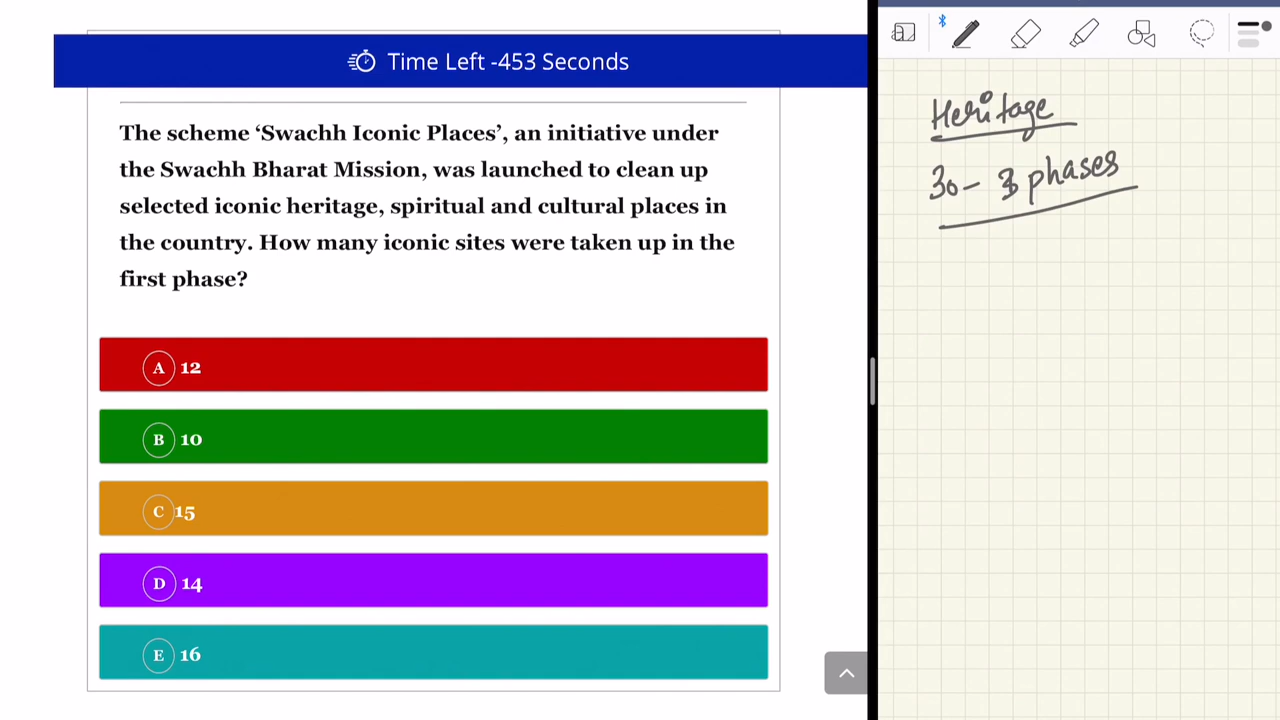 Time Left -453 Seconds
The scheme ‘Swachh Iconic Places’, an initiative under
the Swachh Bharat Mission, was launched to clean up
selected iconic heritage, spiritual and cultural places in
the country. How many iconic sites were taken up in the
first phase?
A 12
B 10
C 15
D 14
E 16
a
Heritage
30- 3 phases